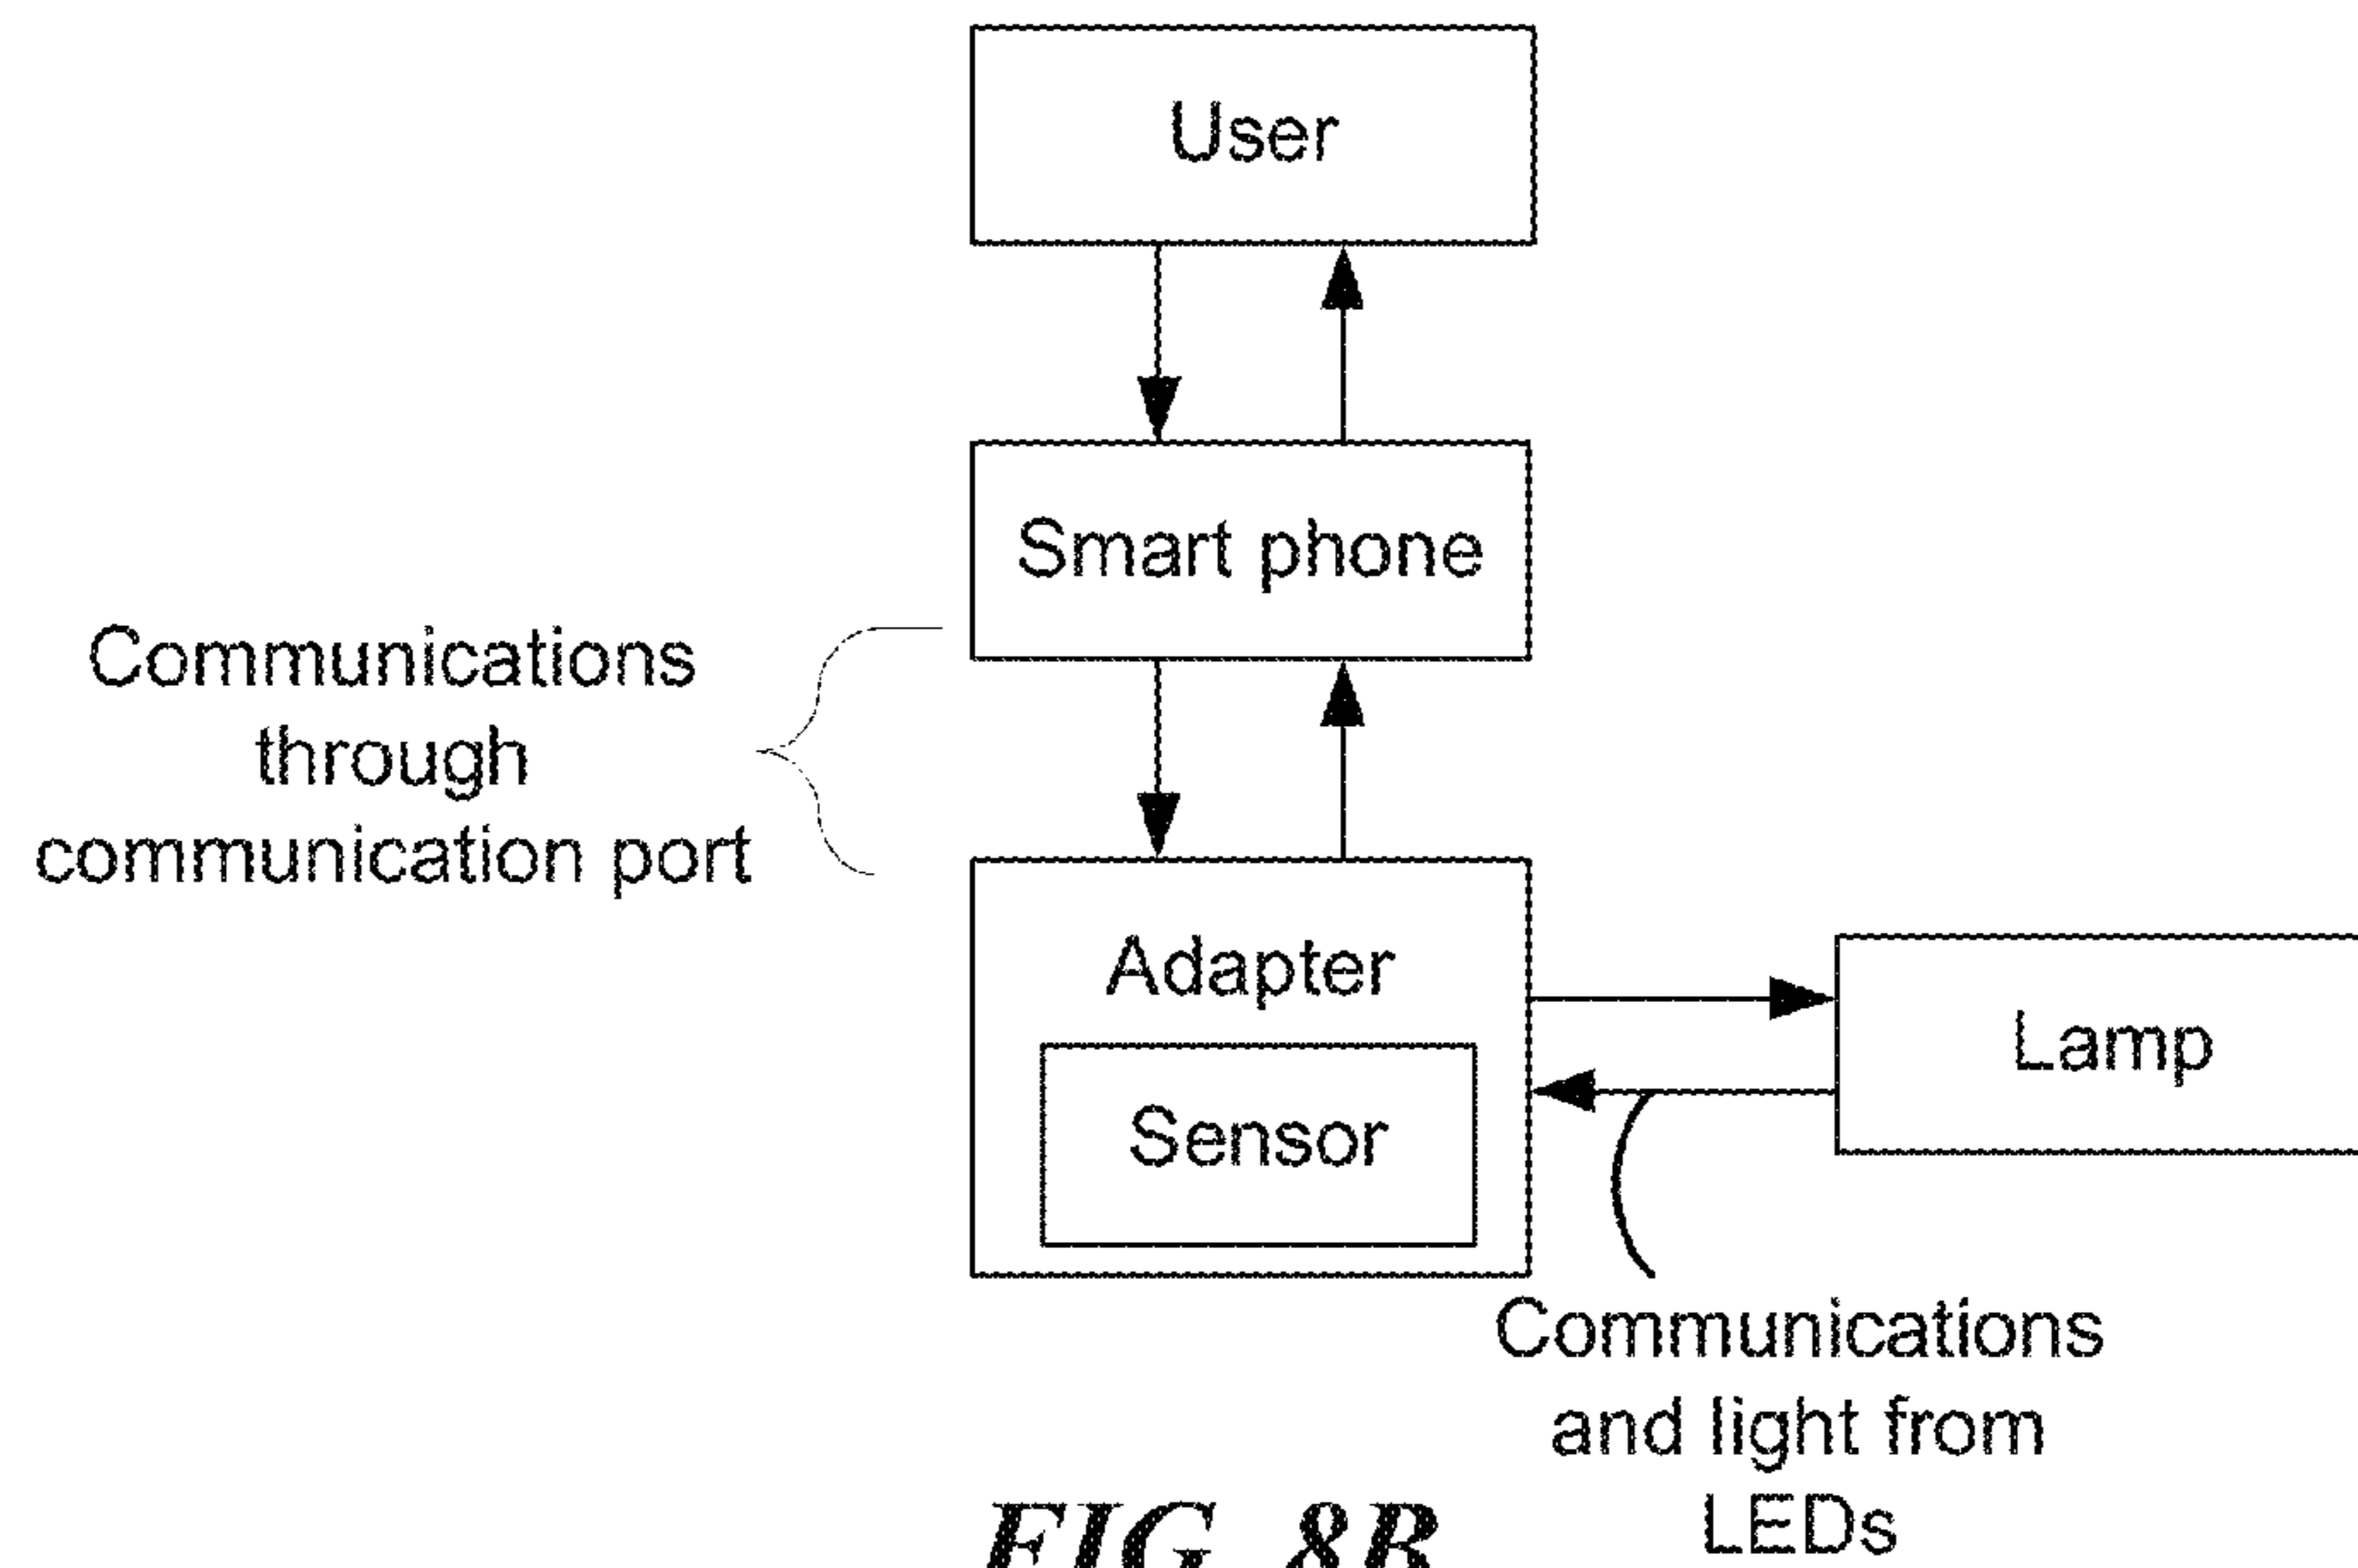 User
Smart phone
Communications
through
communication port
Adapter
Lamp
Sensor
Communications
and light from
LEDs
FIG. 8B